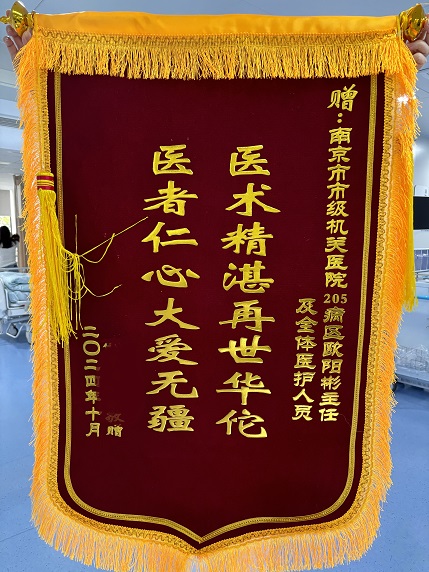 赠：南京市市级机关医院205病区欧阳彬主任
及全体医护人员
医术精湛再世华佗
医者仁心大爱无疆
敬赠
二〇二四年十月